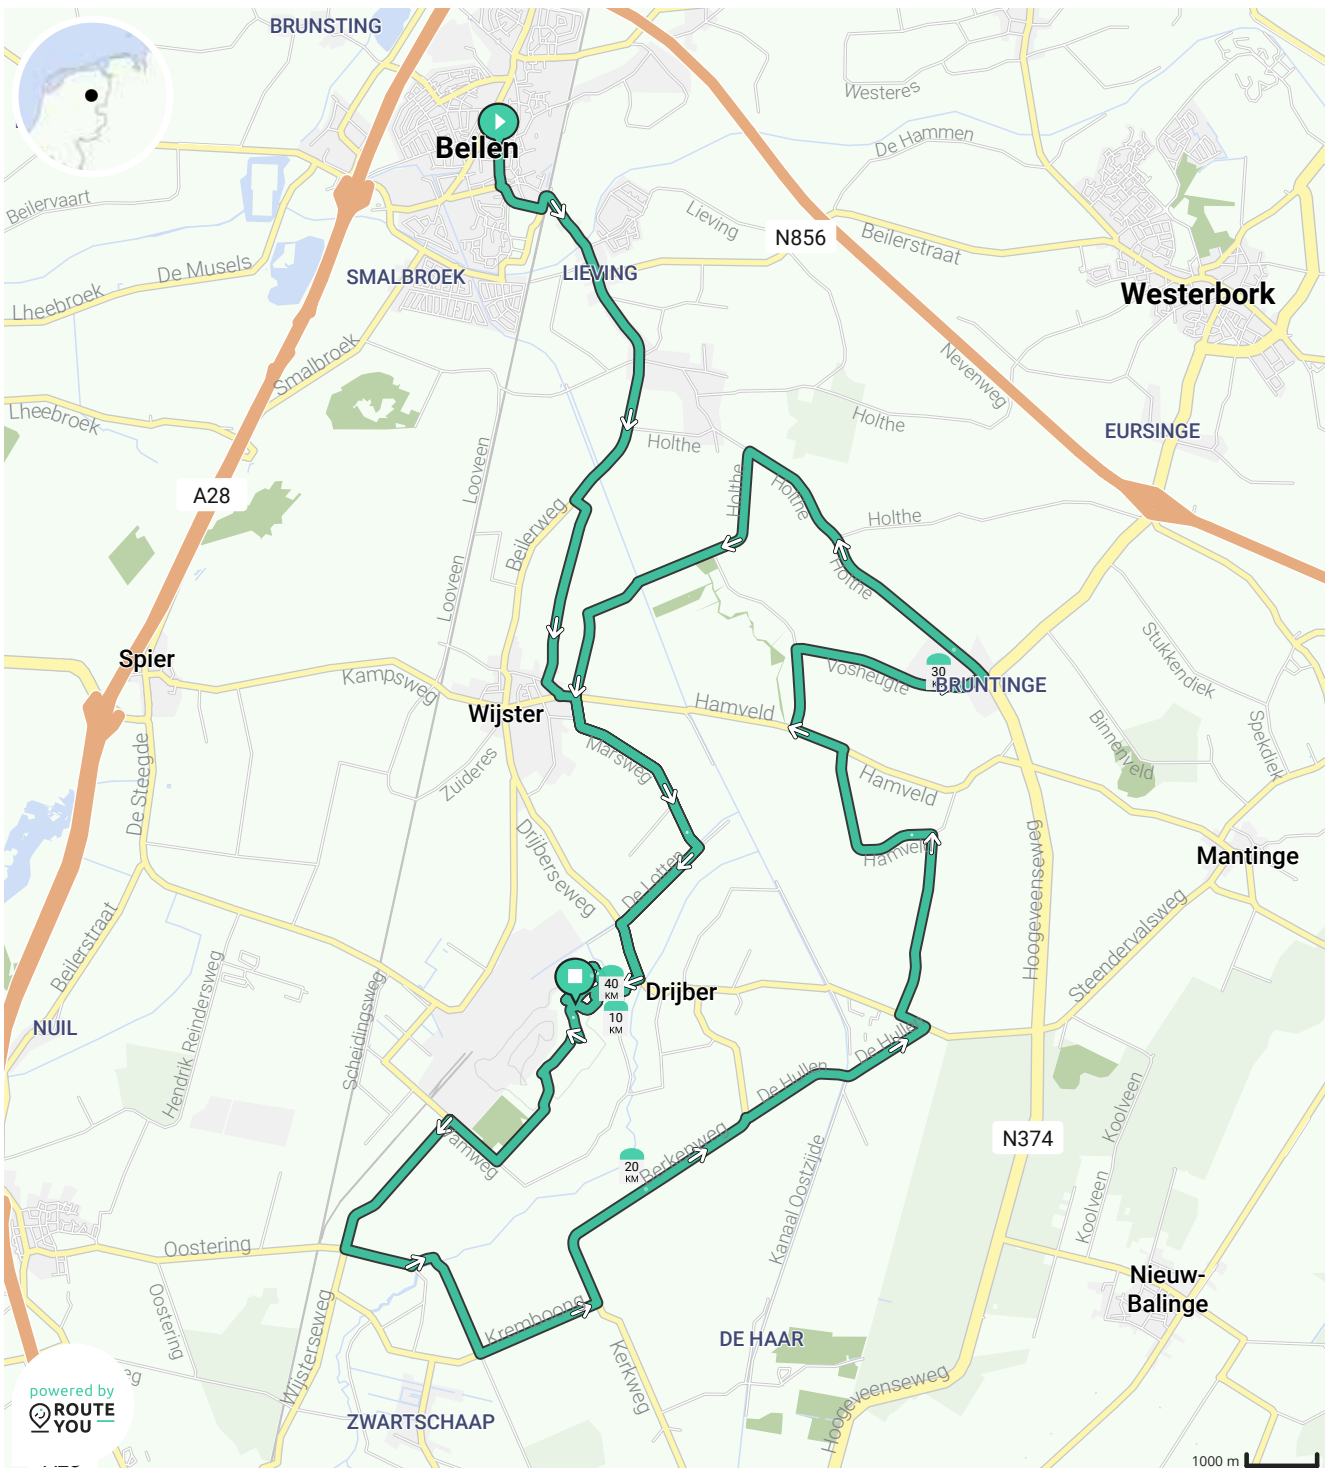 BRUNSTING
Westeres
De Hammen
Beilen
Beilervaart
Lieving
N856
Beilerstraat
De Musels
SMALBROEK
LIEVING
Lheebroek
Westerbork
Smalbroek
Nevenweg
Lheebroek
Holthe
EURSINGE
Holthe
Looveen
Holthe
Holthe
A28
Holthe
Beilerweg
Holthe
Looveen
Stukkendiek
Spier
Vosheugte
30
BRUNTINGE
Kampsweg
Hamveld
Wijster
Binnenveld
Spekdiek
Marsweg
Zuideres
De Steegde
Hamveld
Drijberseweg
Hamveld
Mantinge
De Lotten
Hoogeveenseweg
Steendervalsweg
Beilerstraat
Hendrik Reindersweg
Scheidingsweg
40
KM
Drijber
10
KM
NUIL
De Hullen
De Hullen
Koolveen
N374
Berkenweg
20
KM
Kanaal Oostzijde
Koolveen
Oostering
Nieuw-
Balinge
Oostering
Kremboong
Wijsterseweg
DE HAAR
Kerkweg
Hoogeveenseweg
powered by
ROUTE
YOU
ZWARTSCHAAP
1000 m